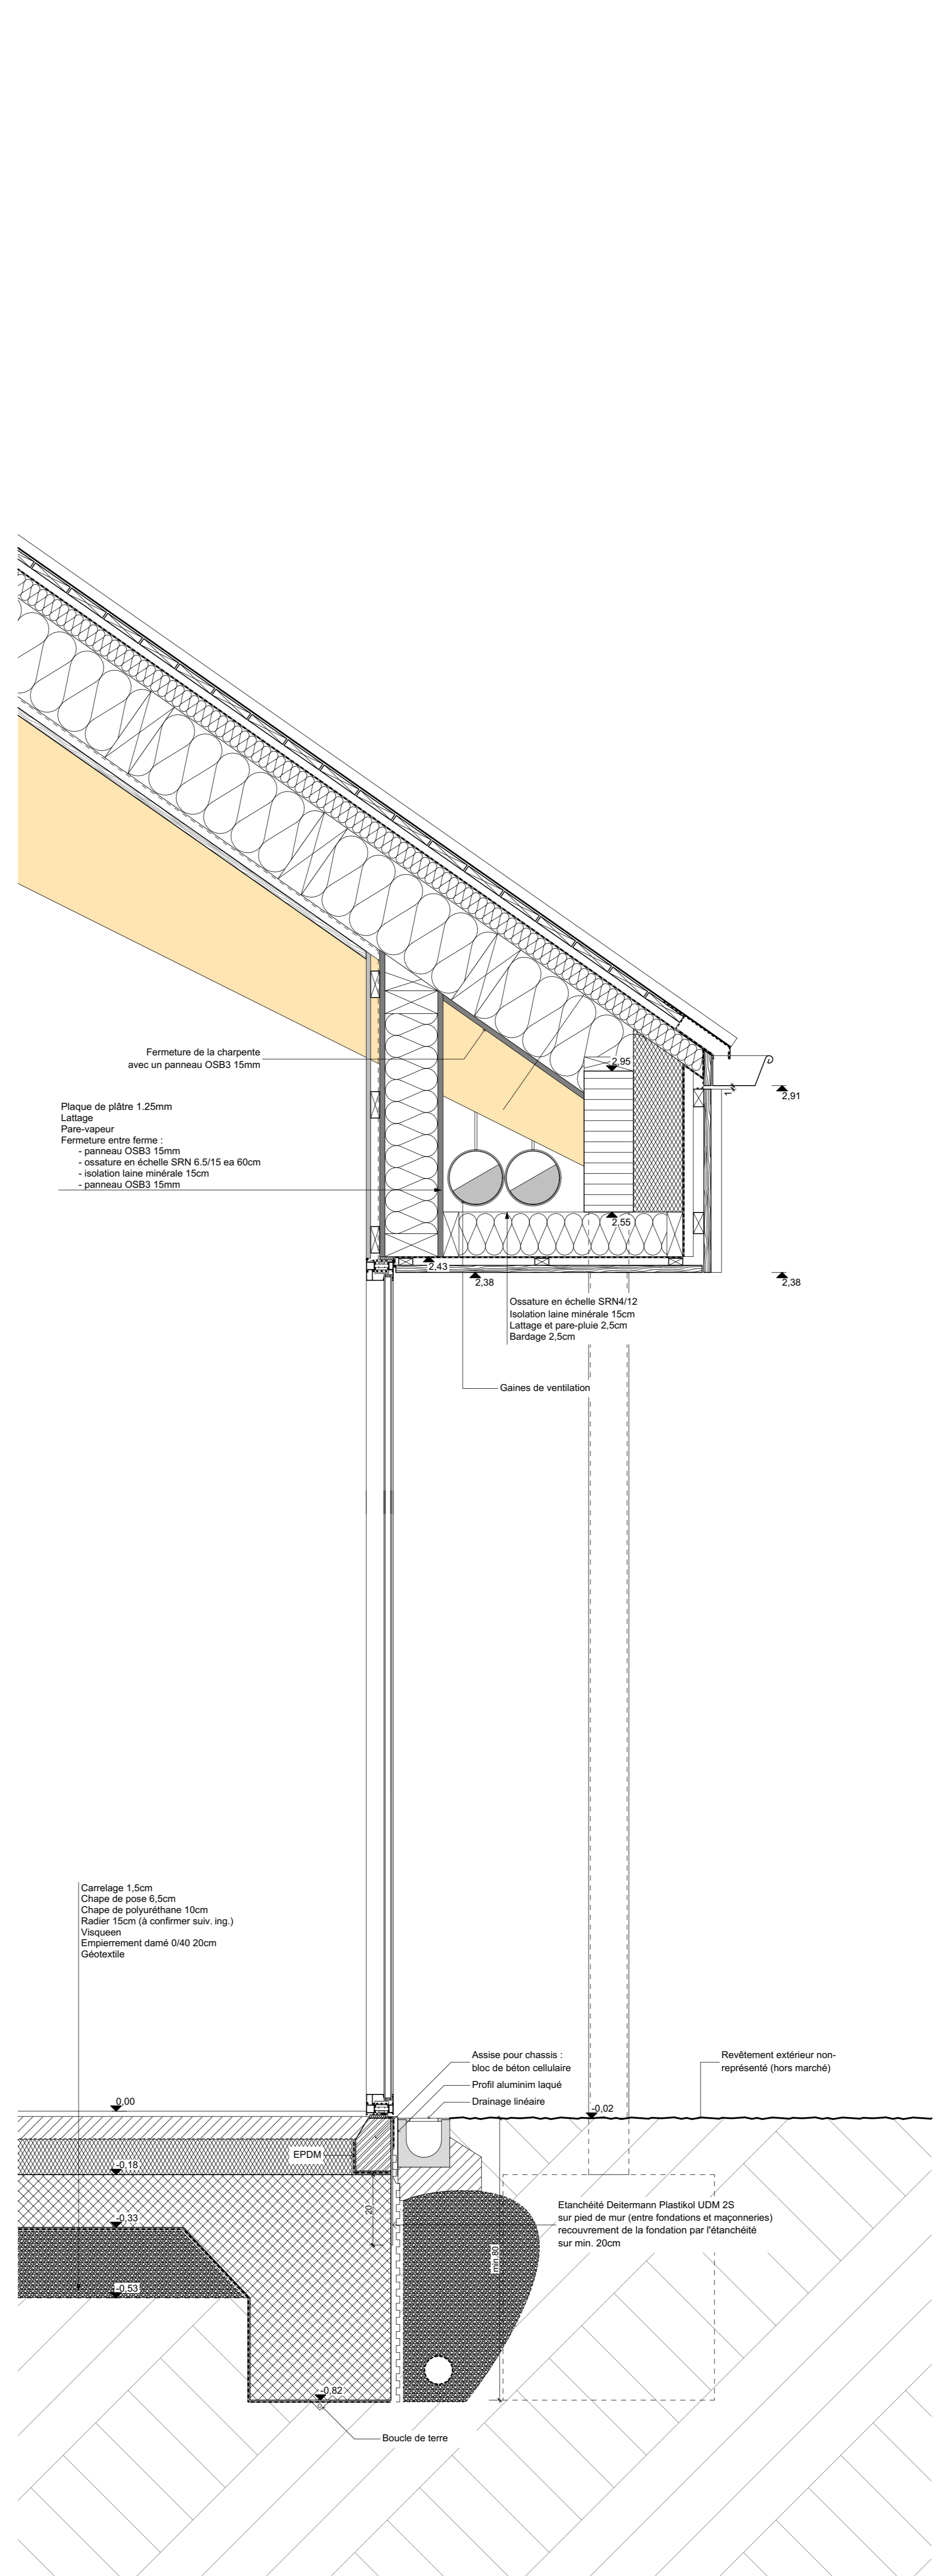 2,95
Fermeture de la charpente
avec un panneau OSB3 15mm
1
2,91
Plaque de plâtre 1.25mm
Lattage
Pare-vapeur
Fermeture entre ferme :
- panneau OSB3 15mm
- ossature en échelle SRN 6.5/15 ea 60cm
- isolation laine minérale 15cm
- panneau OSB3 15mm
2,55
2,43
2,38
2,38
Ossature en échelle SRN4/12
Isolation laine minérale 15cm
Lattage et pare-pluie 2,5cm
Bardage 2,5cm
Gaines de ventilation
Carrelage 1,5cm
Chape de pose 6,5cm
Chape de polyuréthane 10cm
Radier 15cm (à confirmer suiv. ing.)
Visqueen
Empierrement damé 0/40 20cm
Géotextile
Assise pour chassis :
bloc de béton cellulaire
Profil aluminim laqué
Drainage linéaire
Revêtement extérieur non-
représenté (hors marché)
0,00
-0,02
EPDM
-0,18
20
-0,33
Etanchéité Deitermann Plastikol UDM 2S
sur pied de mur (entre fondations et maçonneries)
recouvrement de la fondation par l'étanchéité
sur min. 20cm
min.80
-0,53
-0,82
Boucle de terre